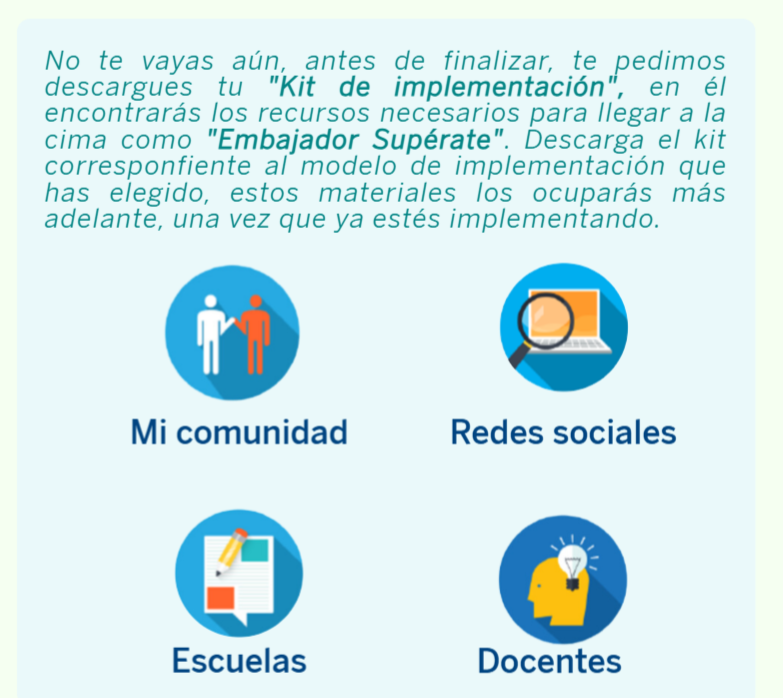 No te vayas aún, antes de finalizar, te pedimos
descargues tu "Kit de implementación", en él
encontrarás los recursos necesarios para llegar a la
cima como "Embajador Supérate". Descarga el kit
corresponfiente al modelo de implementación que
has elegido, estos materiales los ocuparás más
adelante, una vez que ya estés implementando.
Mi comunidad
Redes sociales
Escuelas
Docentes